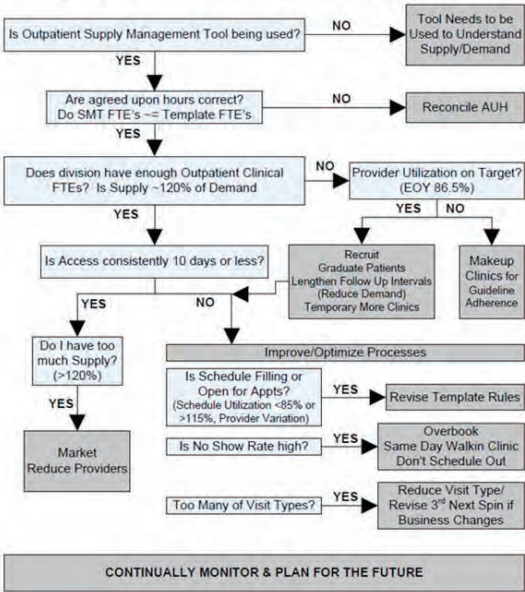 Is Outpatient Supply Management Tool being used?
NO
Tool Needs to be
Used to Understand
Supply/Demand
YES
Are agreed upon hours correct?
Do SMT FTE's ~= Template FTE's
NO
Reconcile AUH
YES
Does division have enough Outpatient Clinical
FTEs? Is Supply ~120% of Demand
NO
Provider Utilization on Target?
(EOY 86.5%)
YES
YES
NO
Is Access consistently 10 days or less?
Recruit
Graduate Patients
Lengthen Follow Up Intervals
(Reduce Demand)
Temporary More Clinics
Makeup
Clinics for
Guideline
Adherence
YES
NO
Do I have too
much Supply?
(>120%)
Improve/Optimize Processes
Is Schedule Filling or
Open for Appts?
(Schedule Utilization <85% or
>115%, Provider Variation)
YES
Revise Template Rules
YES
Market
Reduce Providers
Is No Show Rate high?
YES
Overbook
Same Day Walkin Clinic
Don't Schedule Out
Too Many of Visit Types?
YES
Reduce Visit Type/
Revise 3rd Next Spin if
Business Changes
CONTINUALLY MONITOR & PLAN FOR THE FUTURE